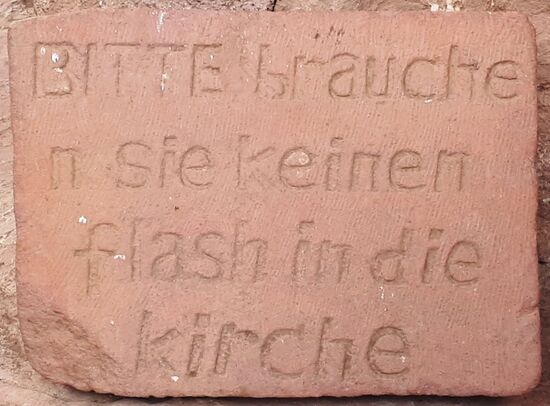 BITTE brauche
n sie keinen
flash in die
kirche